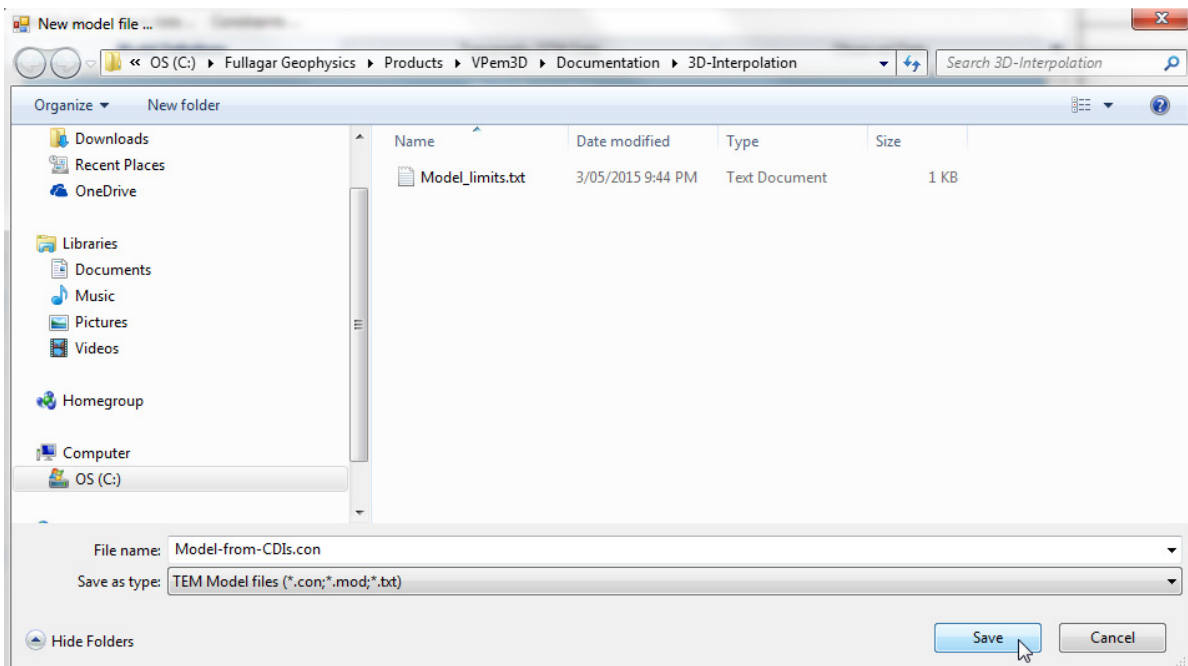 New model file ...
« OS (C:) ▸ Fullagar Geophysics ▸ Products ▸ VPem3D ▸ Documentation ▸ 3D-Interpolation
Search 3D-Interpolation
Organize
New folder
Downloads
Recent Places
OneDrive
Libraries
Documents
Music
Pictures
Videos
Homegroup
Computer
OS (C:)
Name Date modified Type Size
Model_limits.txt 3/05/2015 9:44 PM Text Document 1 KB
File name: Model-from-CDIs.con
Save as type: TEM Model files (*.con;*.mod;*.txt)
Hide Folders
Save Cancel